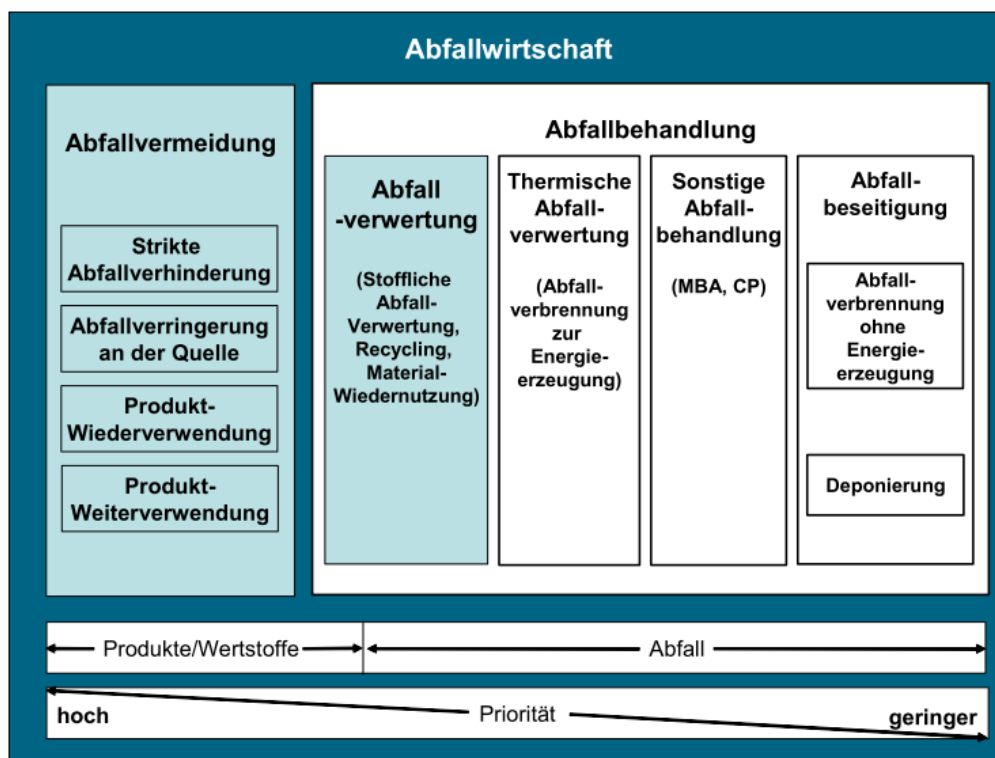 Abfallwirtschaft
Abfallvermeidung
Strikte
Abfallverhinderung
Abfallverringerung
an der Quelle
Produkt-
Wiederverwendung
Produkt-
Weiterverwendung
Abfallbehandlung
Abfall
-verwertung
(Stoffliche
Abfall-
Verwertung,
Recycling,
Material-
Wiedernutzung)
Thermische
Abfall-
verwertung
(Abfall-
verbrennung
zur
Energie-
erzeugung)
Sonstige
Abfall-
behandlung
(MBA, CP)
Abfall-
beseitigung
Abfall-
verbrennung
ohne
Energie-
erzeugung
Deponierung
Produkte/Wertstoffe
Abfall
hoch
Priorität
geringer